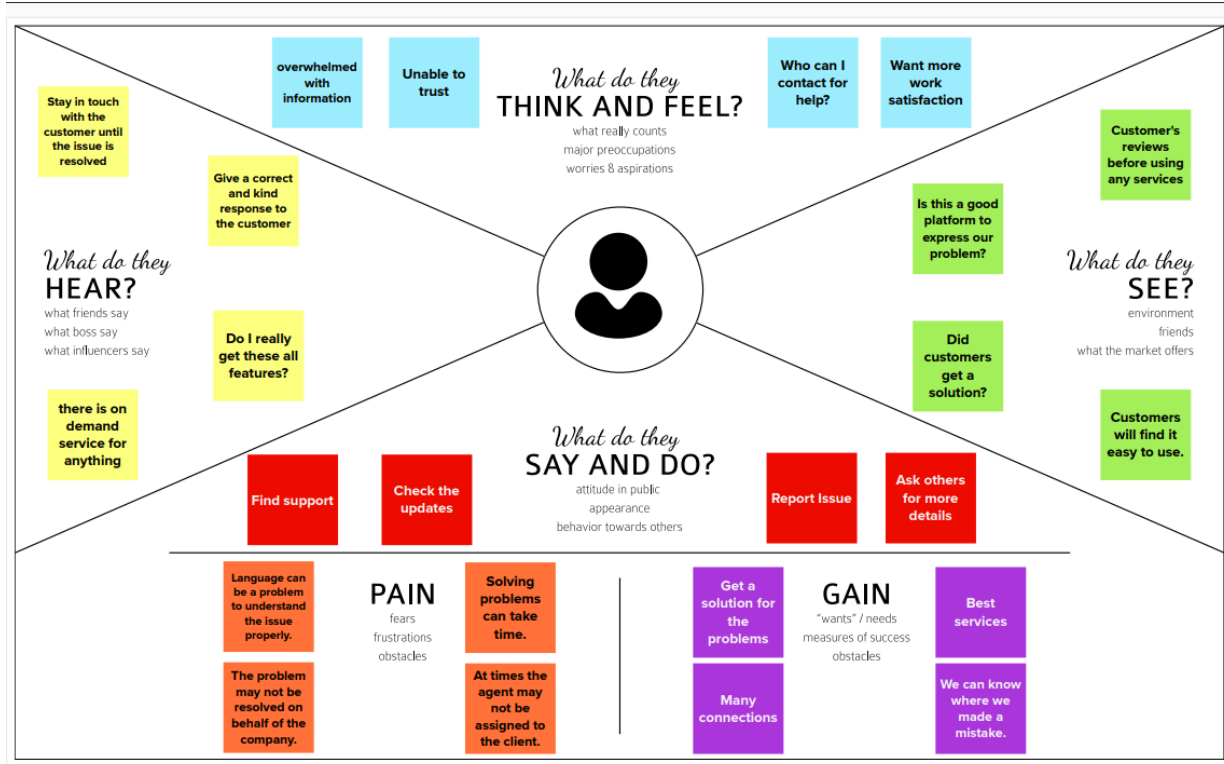 overwhelmed
with
information
Unable to
trust
What do they
THINK AND FEEL?
what really counts
major preoccupations
worries & aspirations
Who can I
contact for
help?
Want more
work
satisfaction
Stay in touch
with the
customer until
the issue is
resolved
Give a correct
and kind
response to
the customer
What do they
HEAR?
what friends say
what boss say
what influencers say
Do I really
get these all
features?
there is on
demand
service for
anything
Customer's
reviews
before using
any services
Is this a good
platform to
express our
problem?
What do they
SEE?
environment
friends
what the market offers
Did
customers
get a
solution?
Customers
will find it
easy to use.
What do they
SAY AND DO?
attitude in public
appearance
behavior towards others
Find support
Check the
updates
Report Issue
Ask others
for more
details
Language can
be a problem
to understand
the issue
properly.
PAIN
fears
frustrations
obstacles
Solving
problems
can take
time.
The problem
may not be
resolved on
behalf of the
company.
At times the
agent may
not be
assigned to
the client.
Get a
solution for
the
problems
GAIN
"wants" / needs
measures of success
obstacles
Best
services
Many
connections
We can know
where we
made a
mistake.